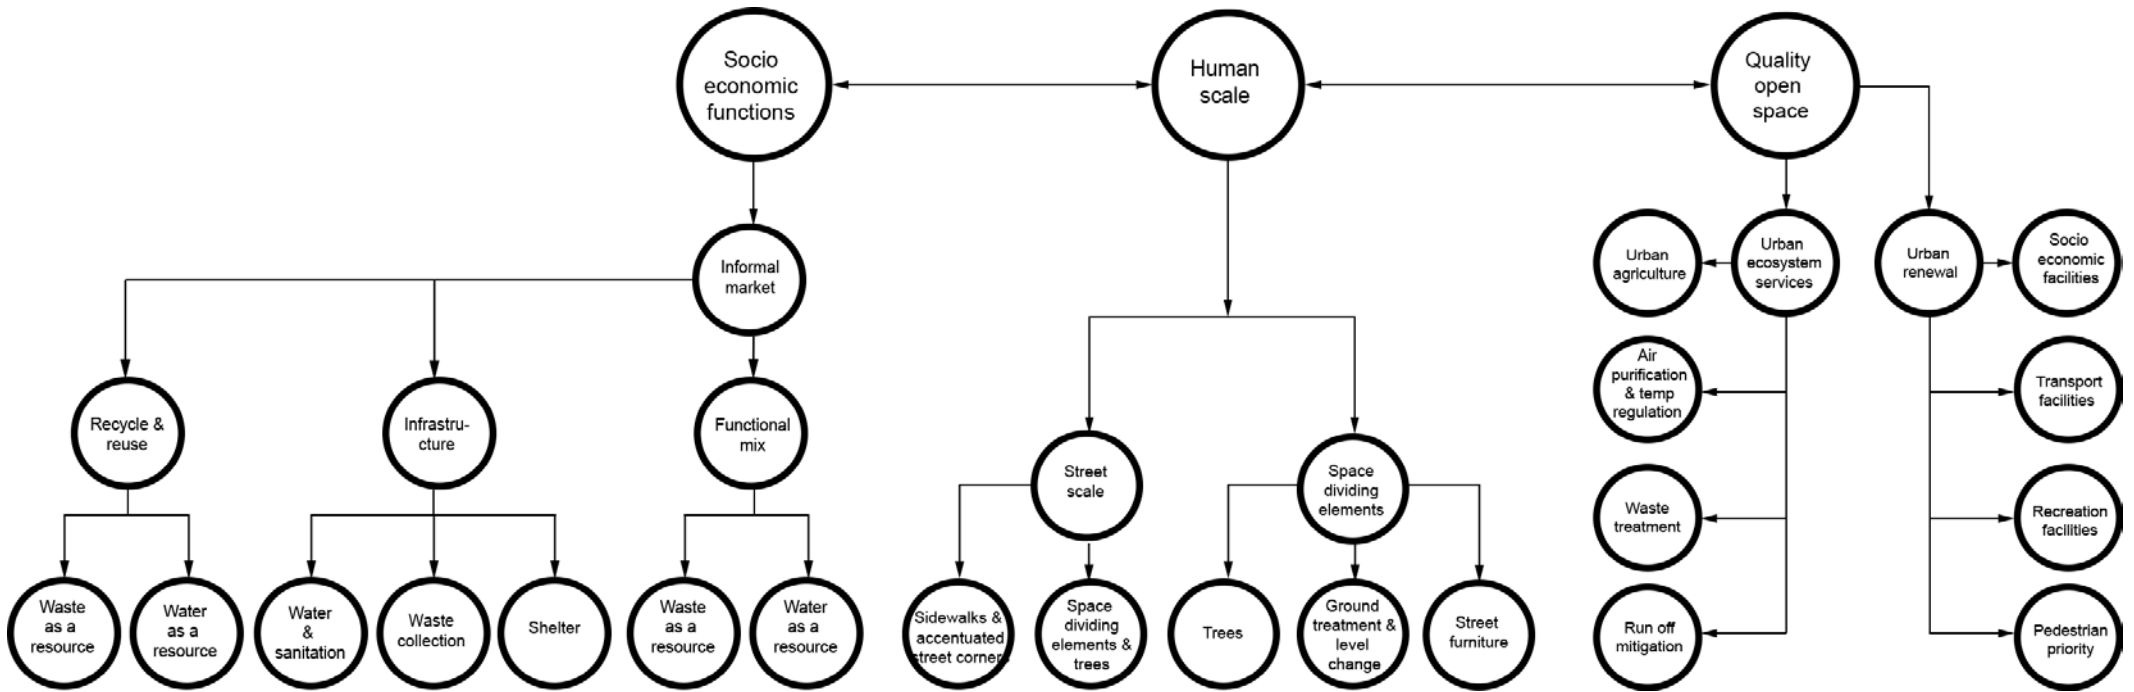 Socio
economic
functions
Human
scale
Quality
open
space
Informal
market
Urban
agriculture
Urban
ecosystem
services
Urban
renewal
Socio
economic
facilities
Air
purification
& temp
regulation
Transport
facilities
Recycle &
reuse
Infrastru-
cture
Functional
mix
Street
scale
Space
dividing
elements
Waste
treatment
Recreation
facilities
Waste
as a
resource
Water
as a
resource
Water
&
sanitation
Waste
collection
Shelter
Waste
as a
resource
Water
as a
resource
Sidewalks &
accentuated
street corners
Space
dividing
elements &
trees
Trees
Ground
treatment &
level
change
Street
furniture
Run off
mitigation
Pedestrian
priority